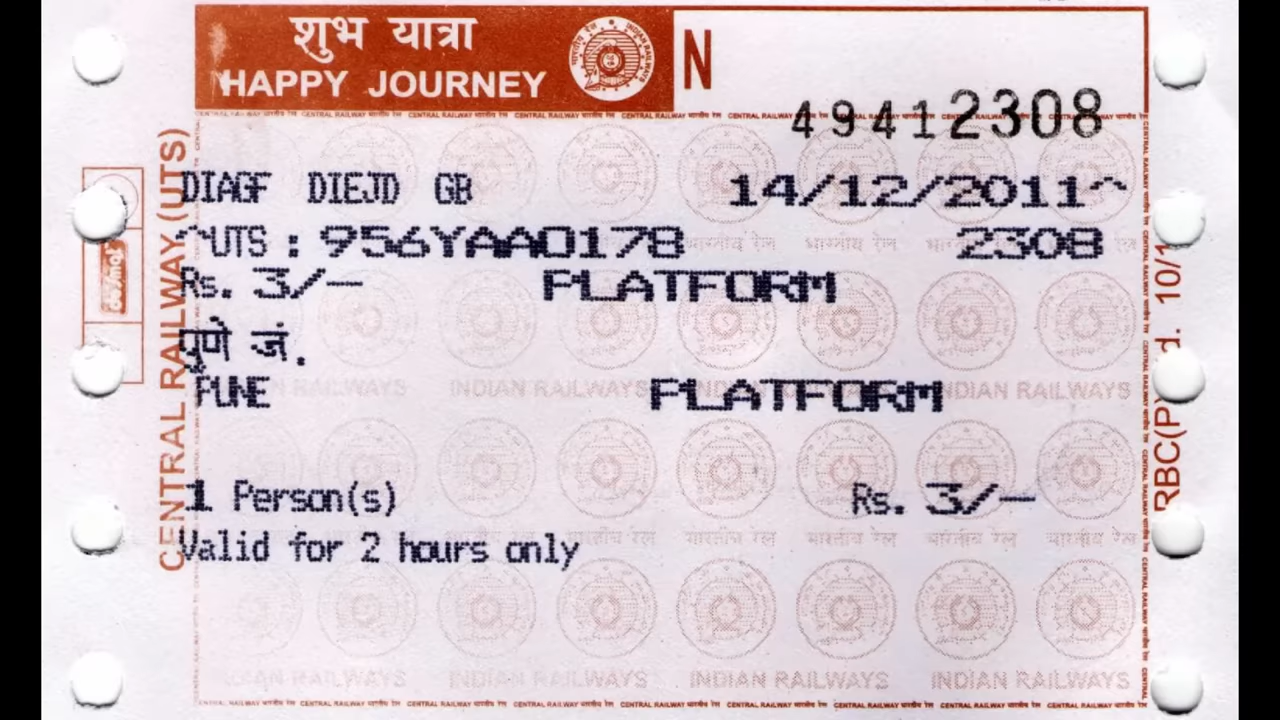 शुभ यात्रा
HAPPY JOURNEY
N
49412308
DIAGF DIEJD GB 14/12/2011^
^UTS : 956YAA0178 2308
Rs. 3/- PLATFORM
पुणे जं.
PUNE PLATFORM
1 Person(s) Rs. 3/-
Valid for 2 hours only
CENTRAL RAILWAY (UTS)
भारतीय रेल
INDIAN RAILWAYS